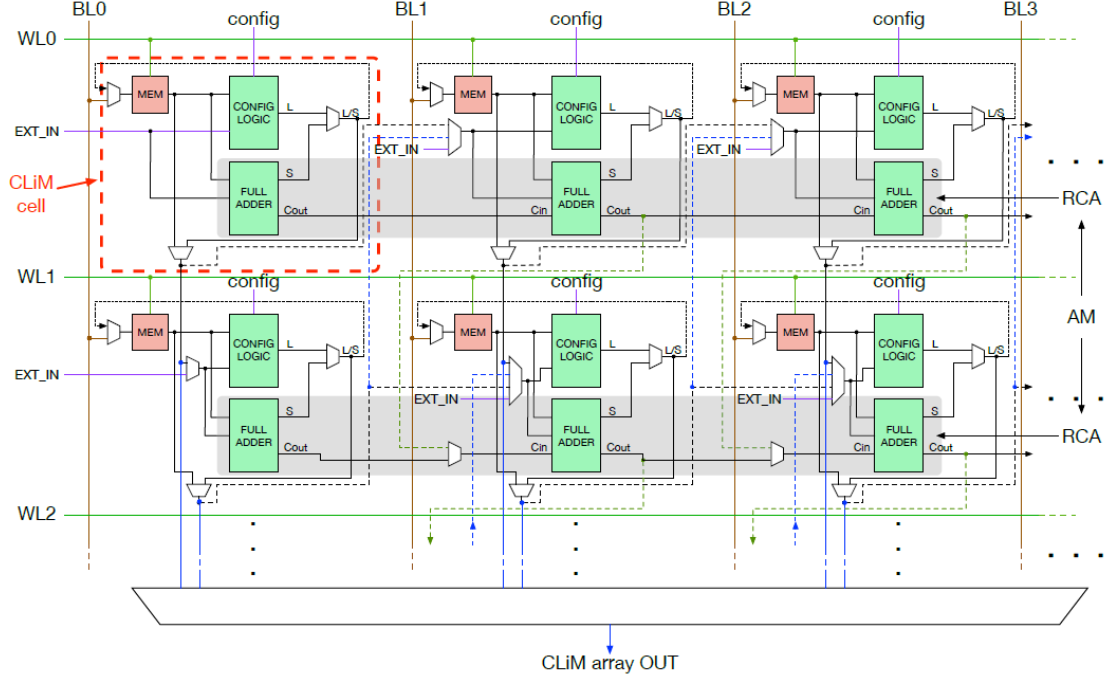 BL0 config BL1 config BL2 config BL3
WL0
MEM CONFIG LOGIC L L/S MEM CONFIG LOGIC L L/S MEM CONFIG LOGIC L L/S
EXT_IN EXT_IN EXT_IN
CLiM cell
FULL ADDER S Cout Cin FULL ADDER S Cout Cin FULL ADDER S Cout RCA
WL1 config config config
AM
MEM CONFIG LOGIC L L/S MEM CONFIG LOGIC L L/S MEM CONFIG LOGIC L L/S
EXT_IN EXT_IN EXT_IN
FULL ADDER S Cout Cin FULL ADDER S Cout Cin FULL ADDER S Cout RCA
WL2
CLiM array OUT